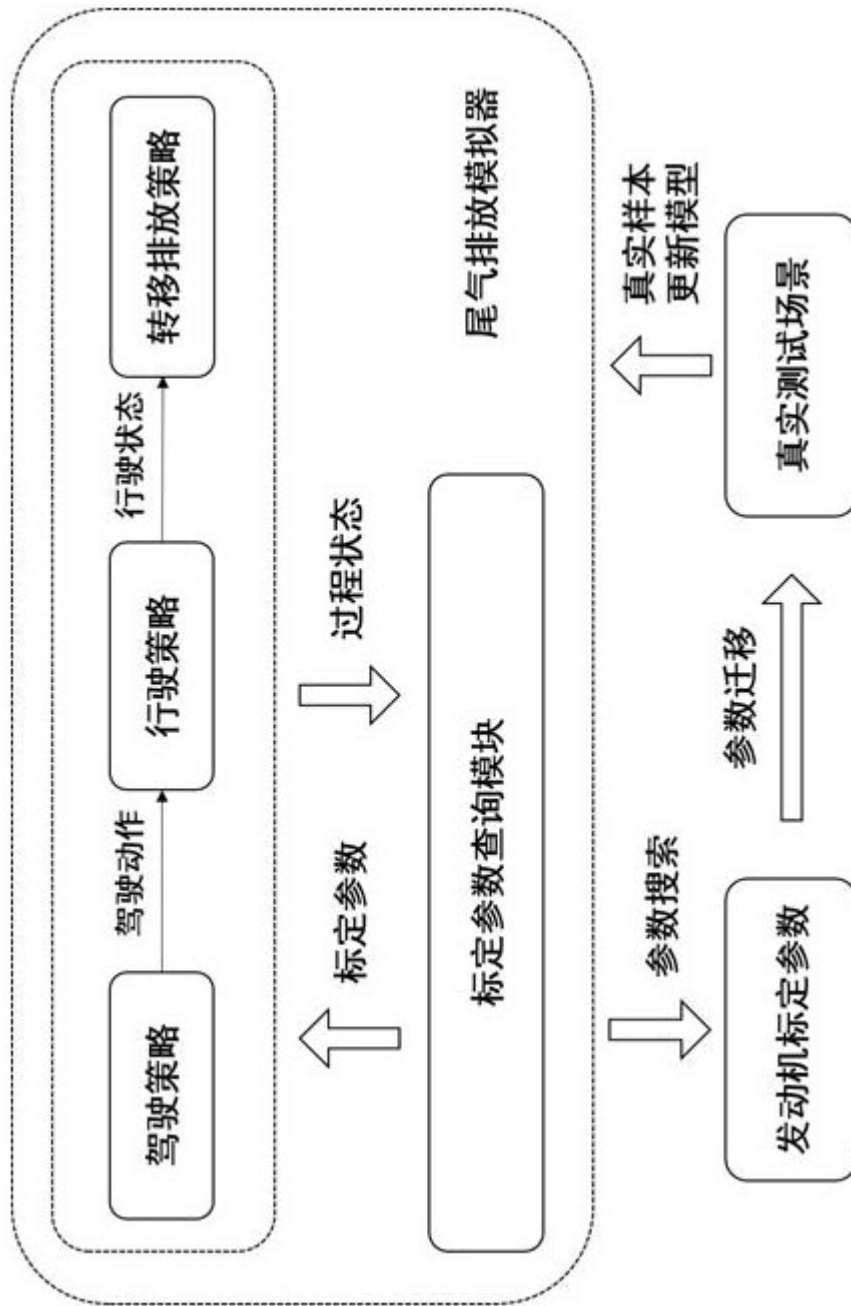 驾驶策略
驾驶动作
行驶策略
行驶状态
转移排放策略
标定参数
过程状态
标定参数查询模块
尾气排放模拟器
参数搜索
真实样本
更新模型
发动机标定参数
参数迁移
真实测试场景